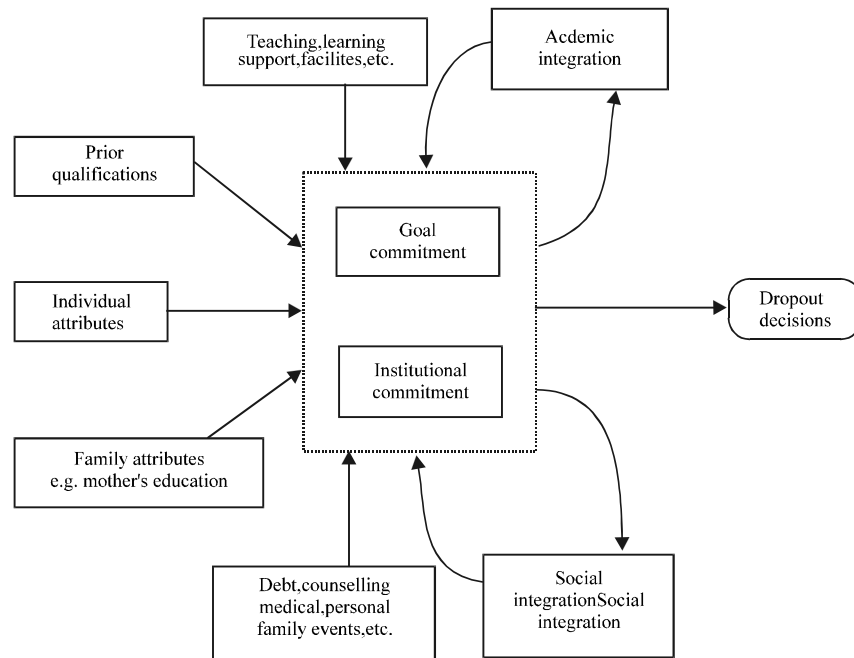 Teaching,learning
support,facilites,etc.
Acdemic
integration
Prior
qualifications
Goal
commitment
Individual
attributes
Dropout
decisions
Institutional
commitment
Family attributes
e.g. mother's education
Debt,counselling
medical,personal
family events,etc.
Social
integrationSocial
integration